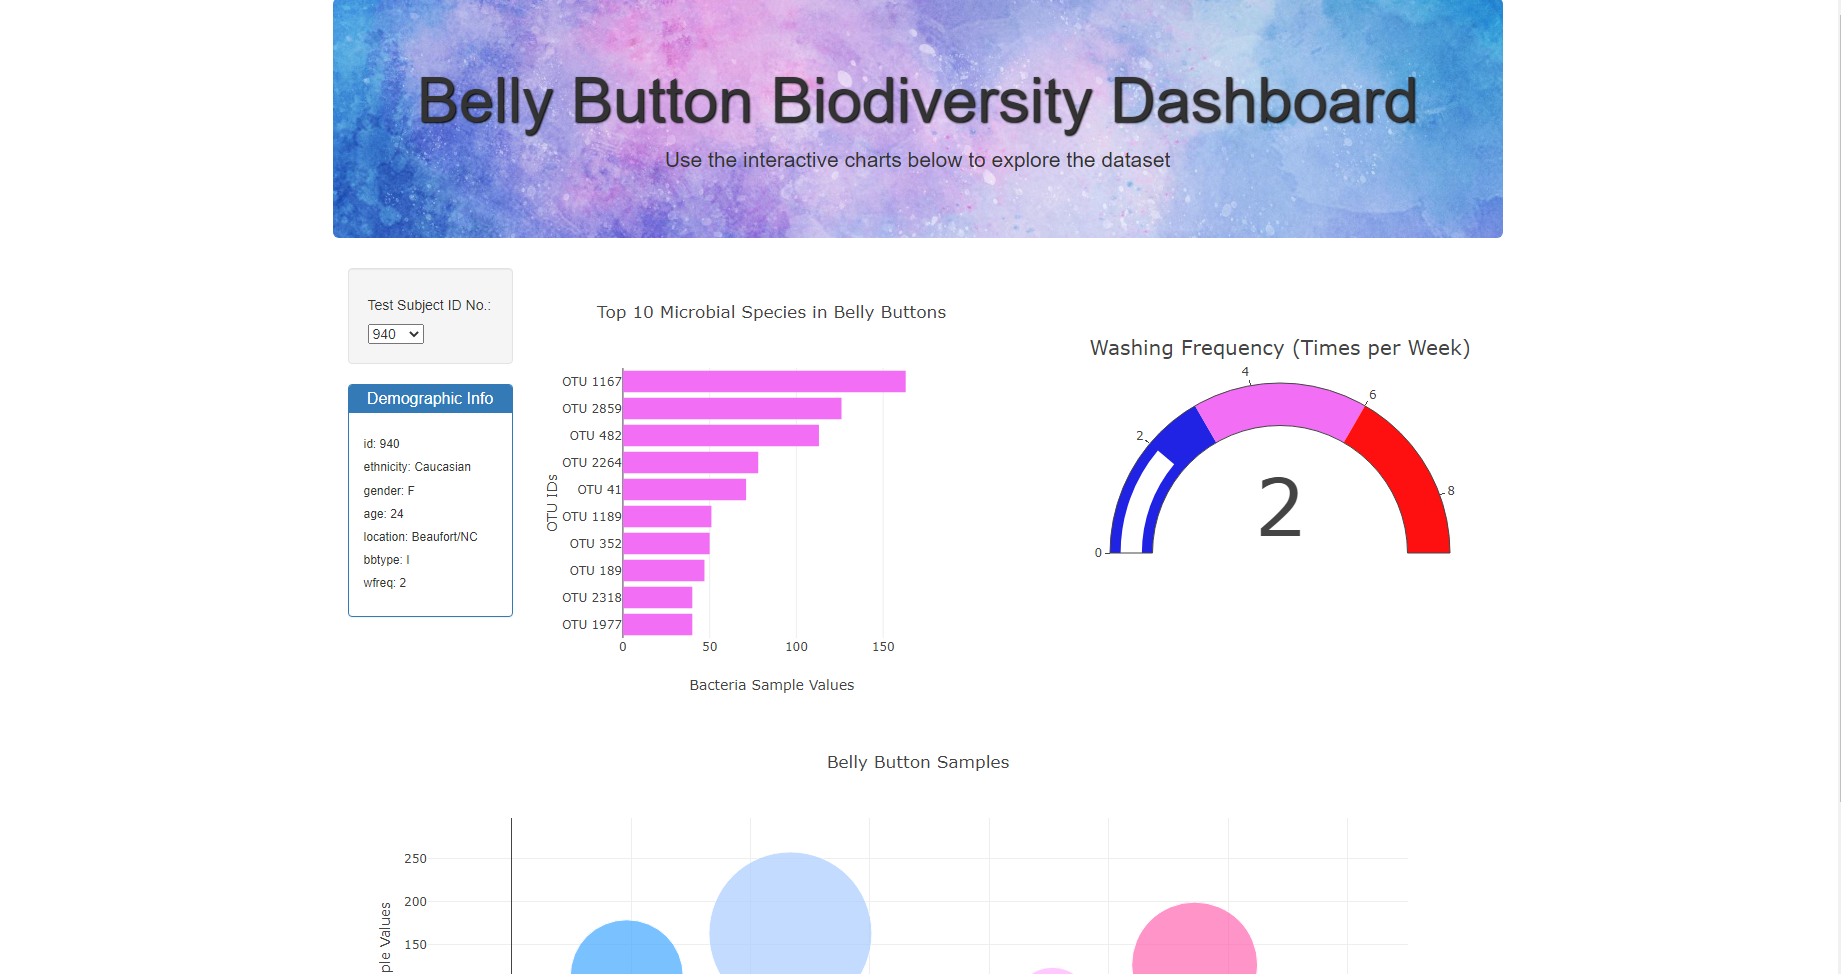 Belly Button Biodiversity Dashboard
Use the interactive charts below to explore the dataset
Test Subject ID No.:
940
Demographic Info
id: 940
ethnicity: Caucasian
gender: F
age: 24
location: Beaufort/NC
bbtype: I
wfreq: 2
Top 10 Microbial Species in Belly Buttons
OTU IDs
OTU 1167
OTU 2859
OTU 482
OTU 2264
OTU 41
OTU 1189
OTU 352
OTU 189
OTU 2318
OTU 1977
0 50 100 150
Bacteria Sample Values
Washing Frequency (Times per Week)
0
2
4
6
8
2
Belly Button Samples
250
200
150
ple Values